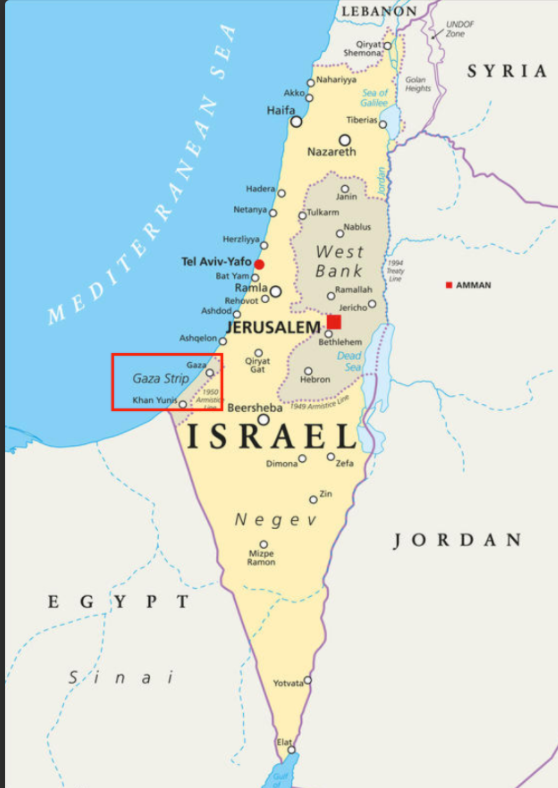 LEBANON
UNDOF
Zone
Qiryat
Shemona
SYRIA
Nahariyya
Golan
Heights
Akko
Sea of
Galilee
Haifa
Tiberias
MEDITERRANEAN SEA
Nazareth
Jordan
Hadera
Janin
Netanya
Tulkarm
Nablus
Herzliyya
West
Bank
Tel Aviv-Yafo
1994
Treaty
Line
Bat Yam
Ramla
Ramallah
AMMAN
Rehovot
Jericho
Ashdod
JERUSALEM
Ashqelon
Bethlehem
Gaza
Qiryat
Gat
Dead
Sea
Gaza Strip
Hebron
Khan Yunis
1950
Armistice
Line
Beersheba
1949 Armistice Line
ISRAEL
Dimona
Zefa
Zin
Negev
JORDAN
Mizpe
Ramon
EGYPT
Sinai
Yotvata
Elat
Gulf
of